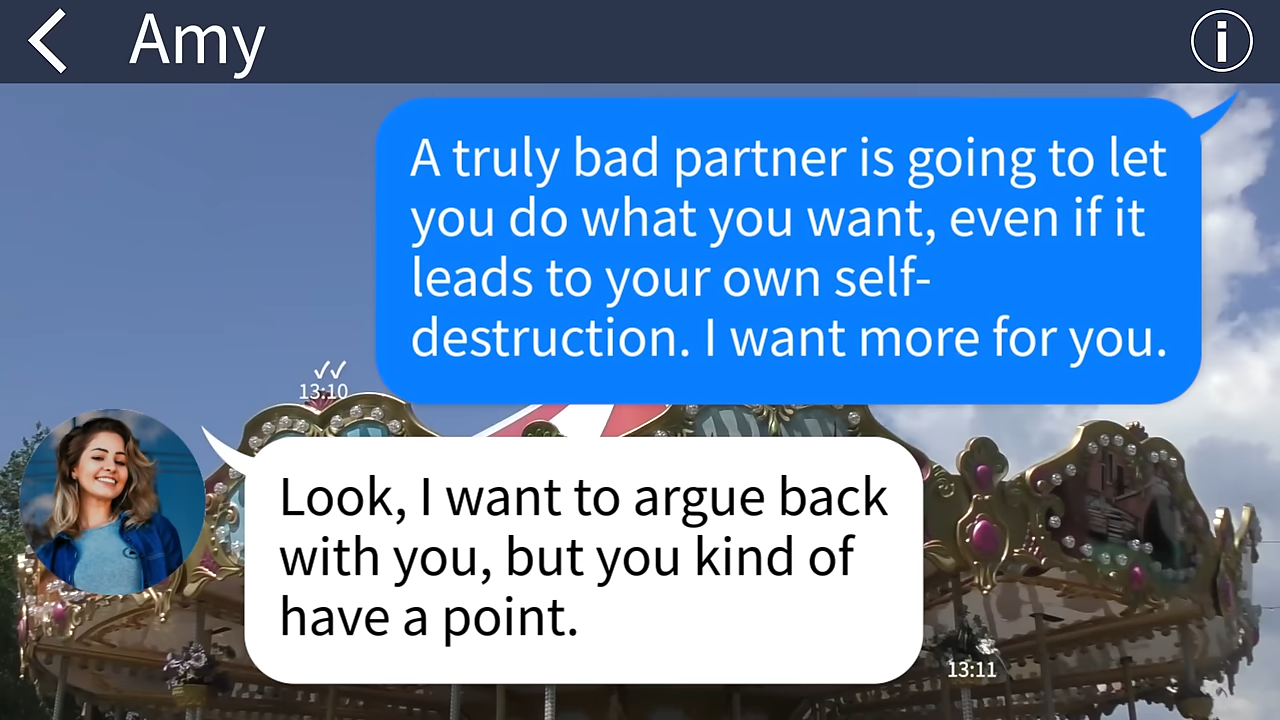 Amy
A truly bad partner is going to let
you do what you want, even if it
leads to your own self-
destruction. I want more for you.
13:10
Look, I want to argue back
with you, but you kind of
have a point.
13:11